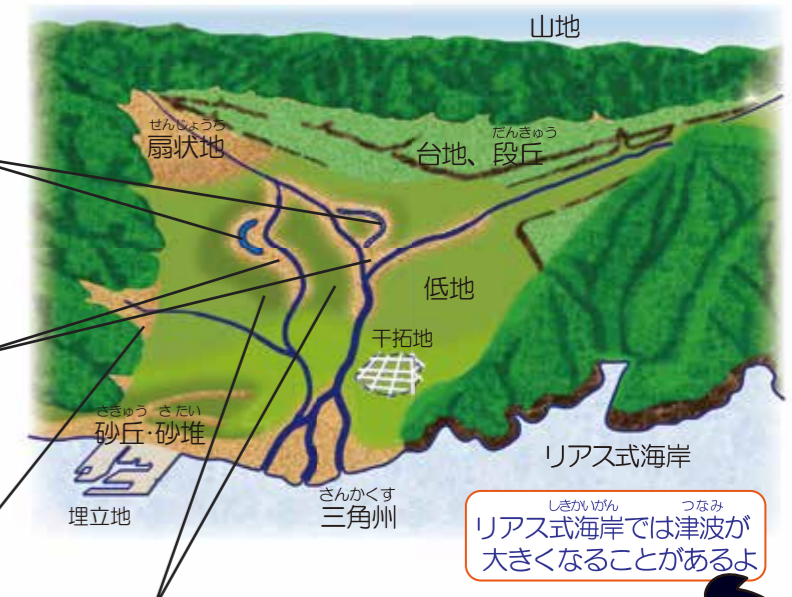 山地
せんじょうち
扇状地
だんきゅう
台地、段丘
低地
干拓地
さきゅう さたい
砂丘・砂堆
リアス式海岸
埋立地
さんかくす
三角州
しきかいがん つなみ
リアス式海岸では津波が
大きくなることがあるよ